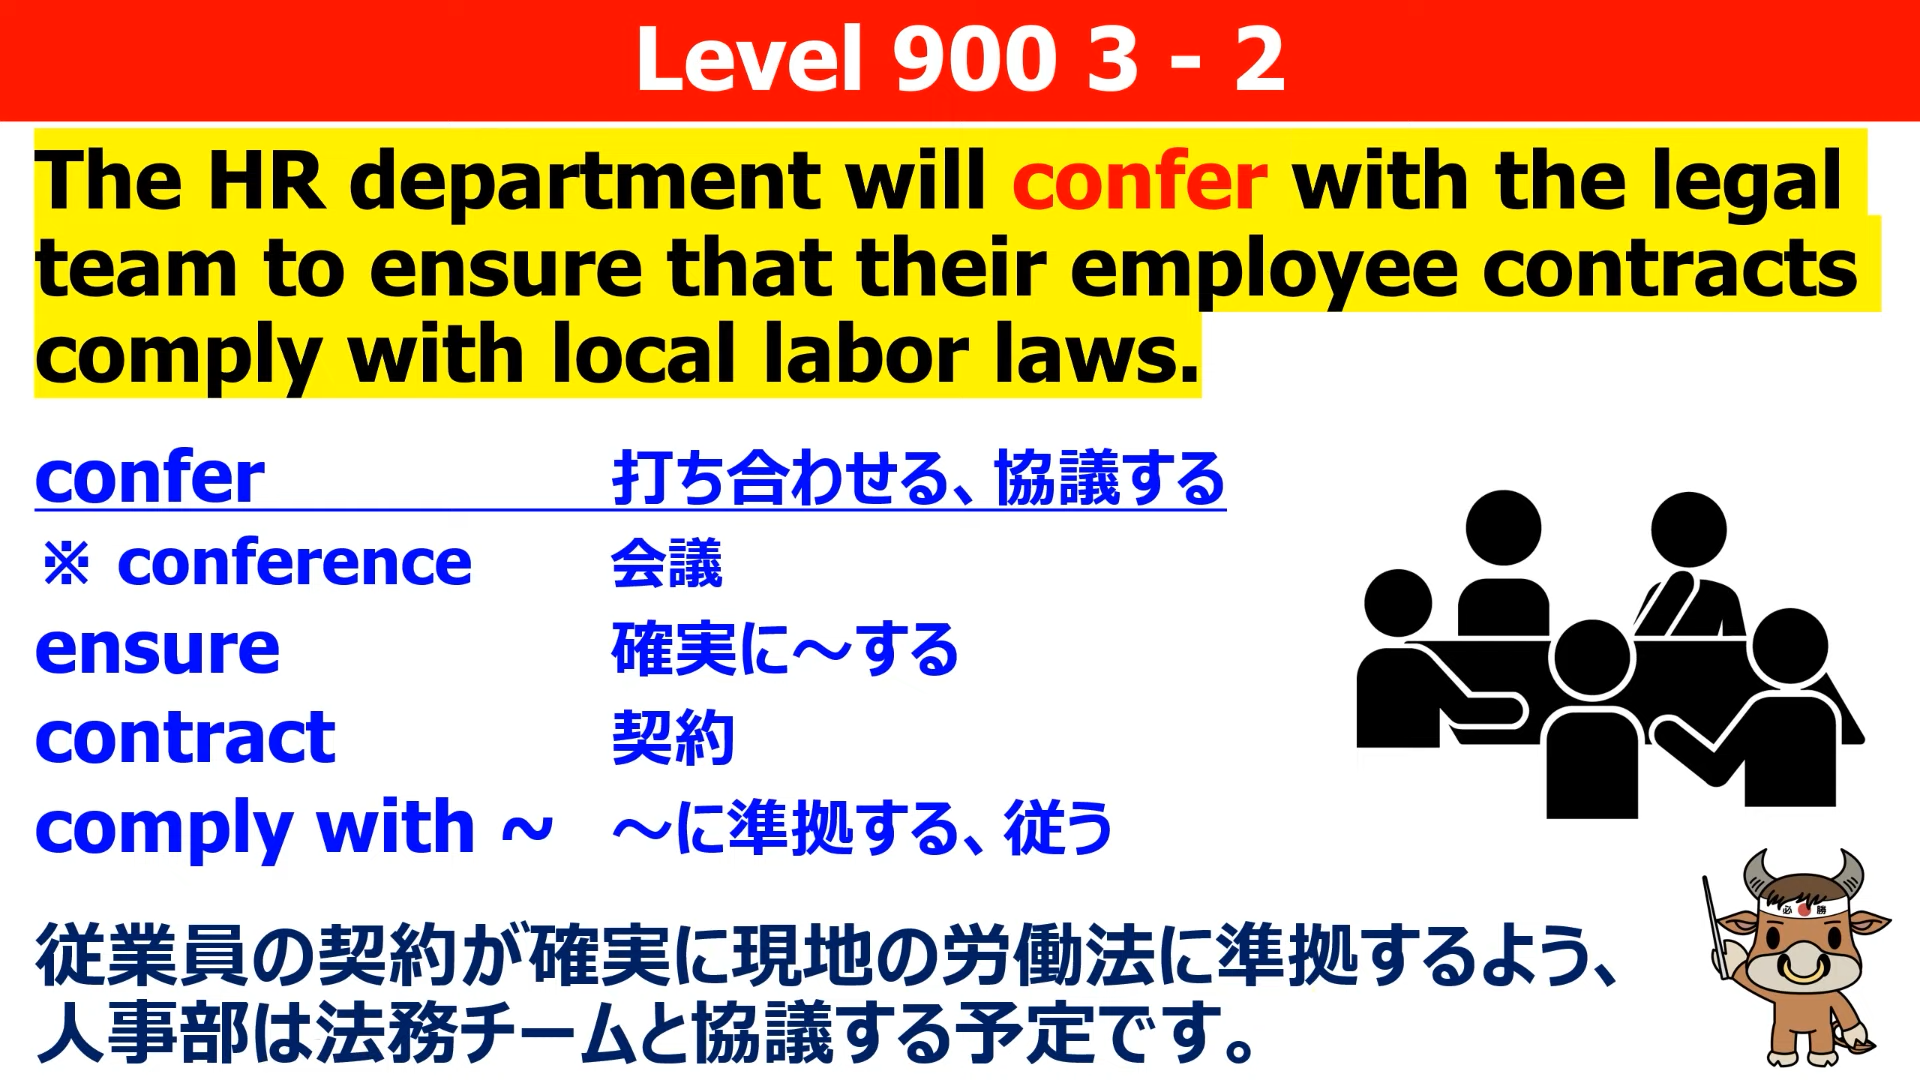 Level 900 3 - 2
The HR department will confer with the legal
team to ensure that their employee contracts
comply with local labor laws.
confer 打ち合わせる、協議する
※ conference 会議
ensure 確実に～する
contract 契約
comply with ~ ～に準拠する、従う
従業員の契約が確実に現地の労働法に準拠するよう、
人事部は法務チームと協議する予定です。
必勝